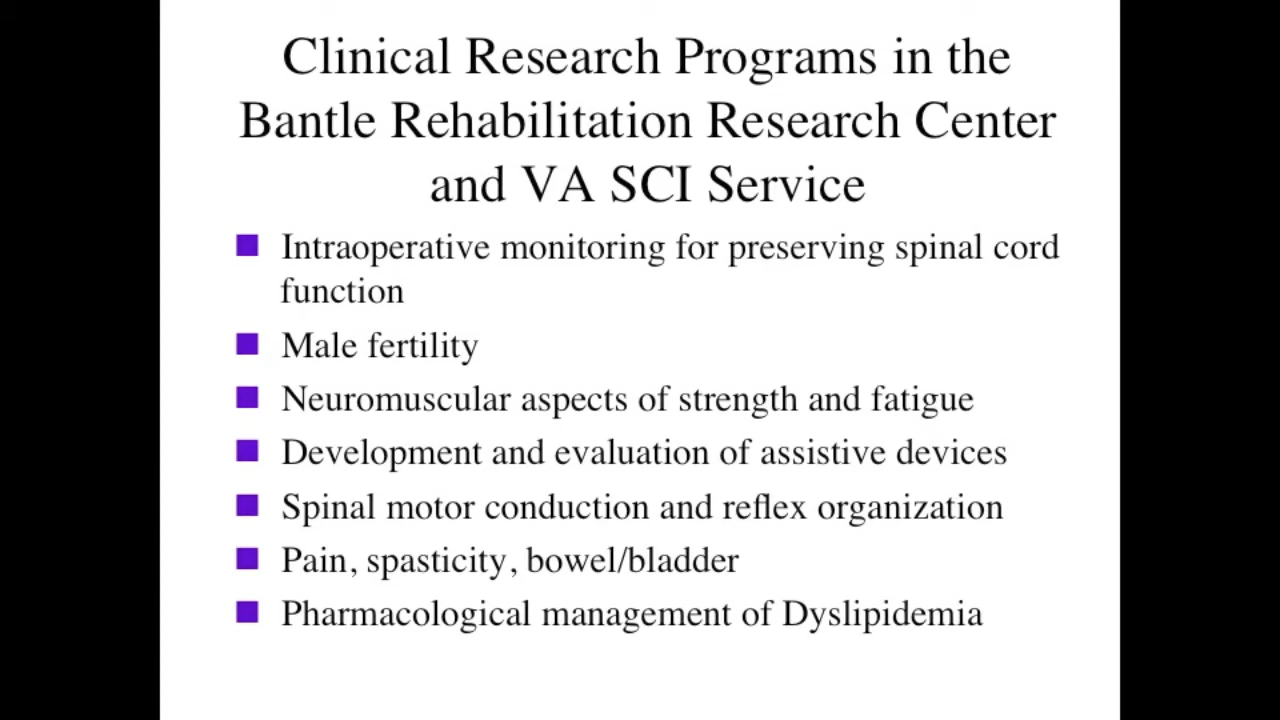 Clinical Research Programs in the
Bantle Rehabilitation Research Center
and VA SCI Service
Intraoperative monitoring for preserving spinal cord
function
Male fertility
Neuromuscular aspects of strength and fatigue
Development and evaluation of assistive devices
Spinal motor conduction and reflex organization
Pain, spasticity, bowel/bladder
Pharmacological management of Dyslipidemia